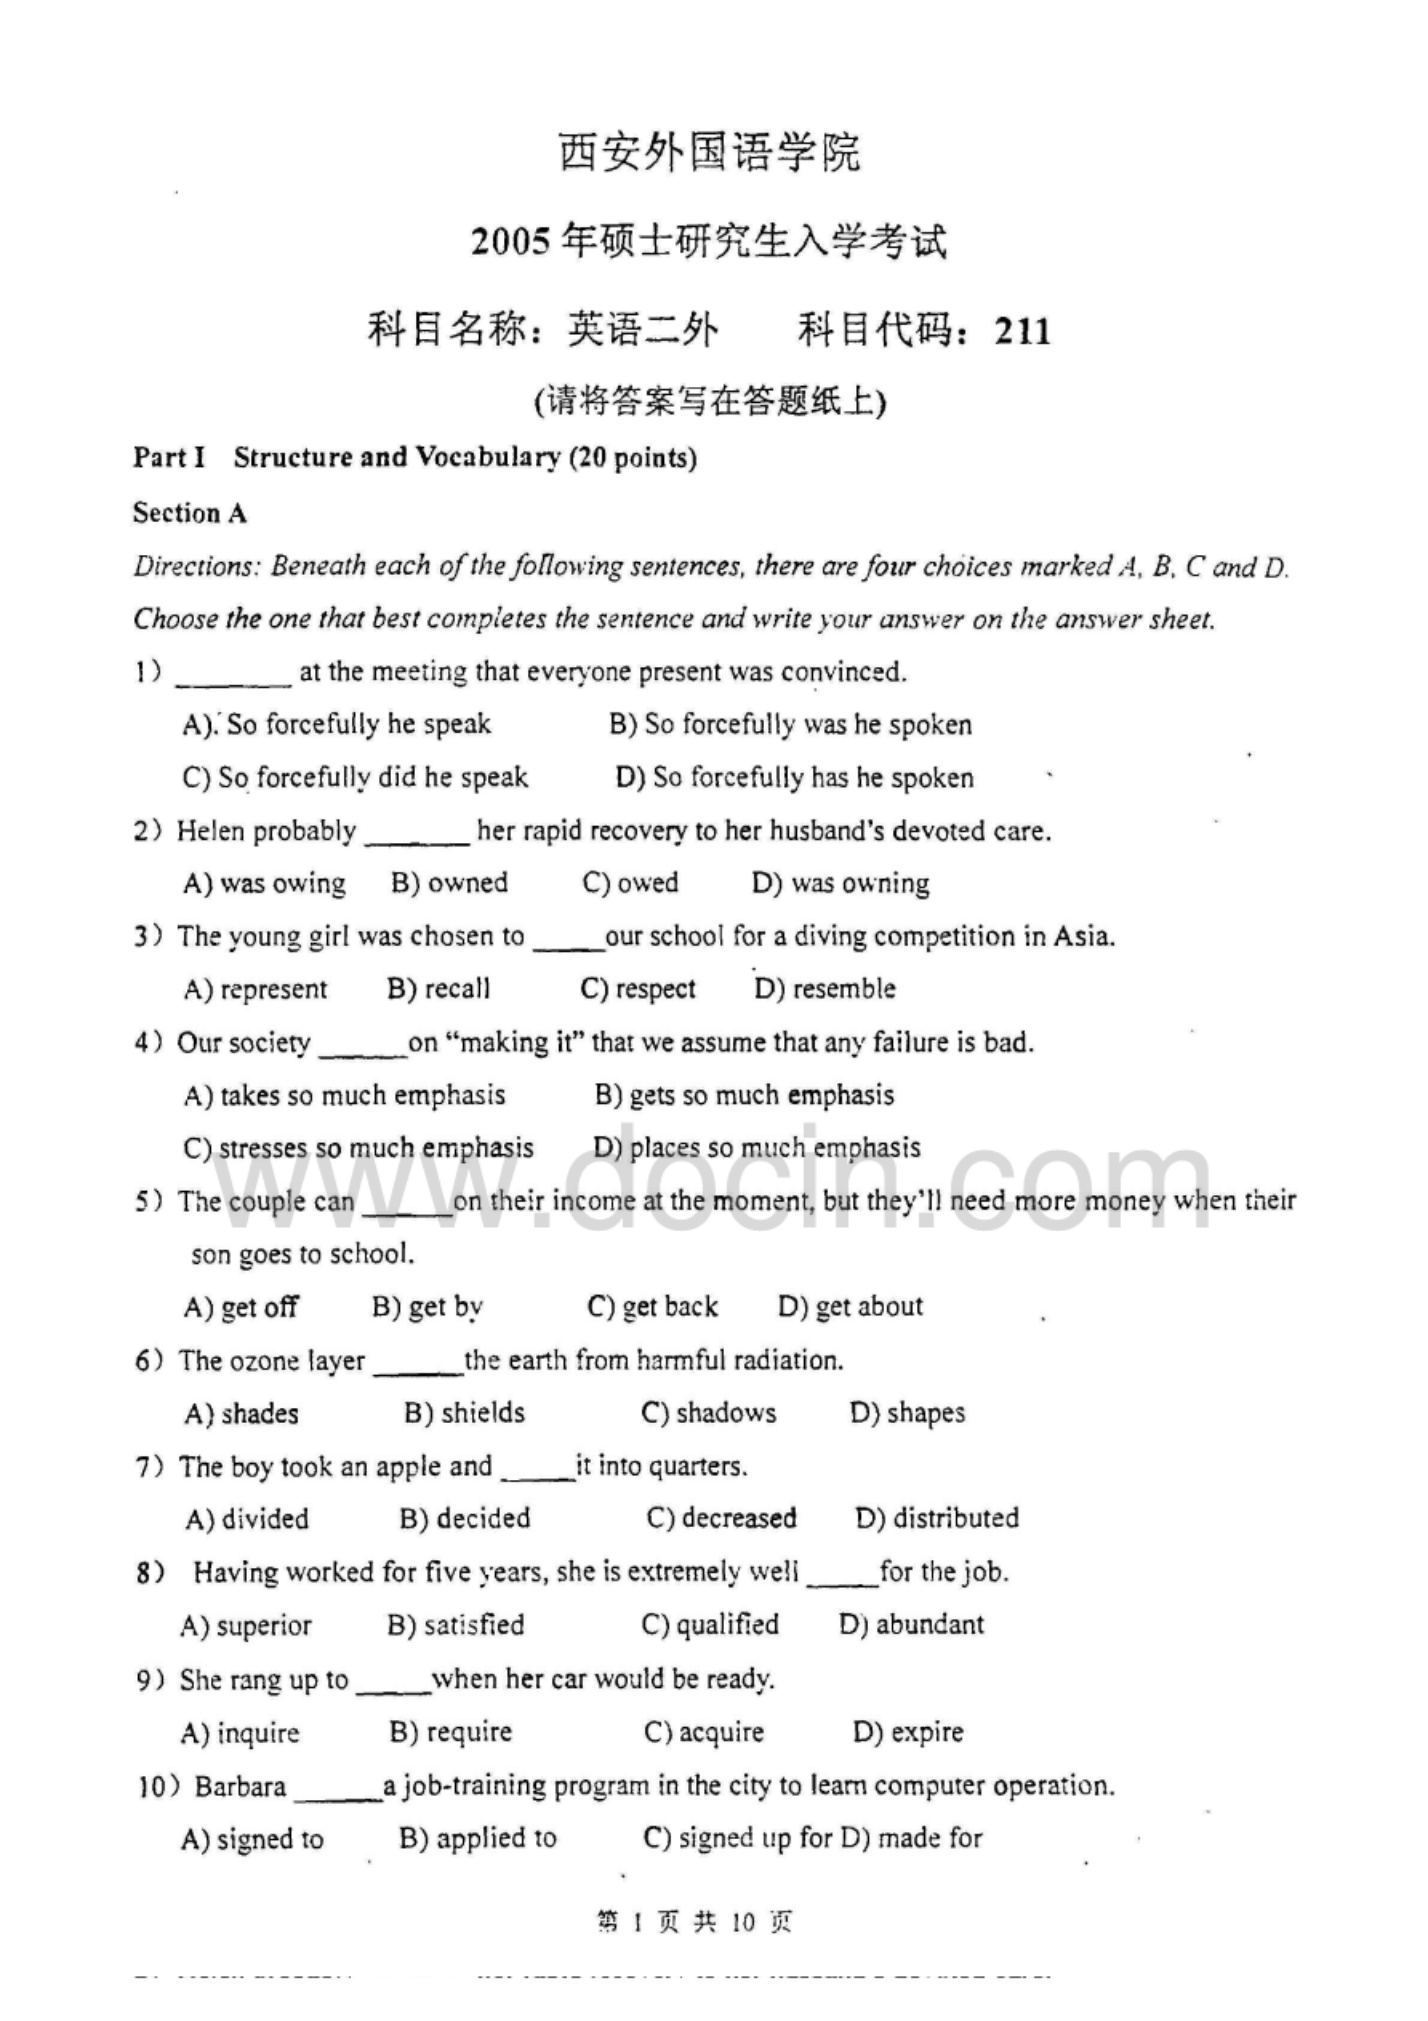 西安外国语学院
2005 年硕士研究生入学考试
科目名称：英语二外 科目代码：211
(请将答案写在答题纸上)
Part I Structure and Vocabulary (20 points)
Section A
Directions: Beneath each of the following sentences, there are four choices marked A, B, C and D.
Choose the one that best completes the sentence and write your answer on the answer sheet.
1）________ at the meeting that everyone present was convinced.
A). So forcefully he speak B) So forcefully was he spoken
C) So forcefully did he speak D) So forcefully has he spoken
2）Helen probably _______ her rapid recovery to her husband's devoted care.
A) was owing B) owned C) owed D) was owning
3）The young girl was chosen to _____our school for a diving competition in Asia.
A) represent B) recall C) respect D) resemble
4）Our society ______on “making it” that we assume that any failure is bad.
A) takes so much emphasis B) gets so much emphasis
C) stresses so much emphasis D) places so much emphasis
www.docin.com
5）The couple can ______on their income at the moment, but they'll need more money when their
son goes to school.
A) get off B) get by C) get back D) get about
6）The ozone layer ______the earth from harmful radiation.
A) shades B) shields C) shadows D) shapes
7）The boy took an apple and _____it into quarters.
A) divided B) decided C) decreased D) distributed
8） Having worked for five years, she is extremely well _____for the job.
A) superior B) satisfied C) qualified D) abundant
9）She rang up to _____when her car would be ready.
A) inquire B) require C) acquire D) expire
10）Barbara ______a job-training program in the city to learn computer operation.
A) signed to B) applied to C) signed up for D) made for
第 1 页 共 10 页